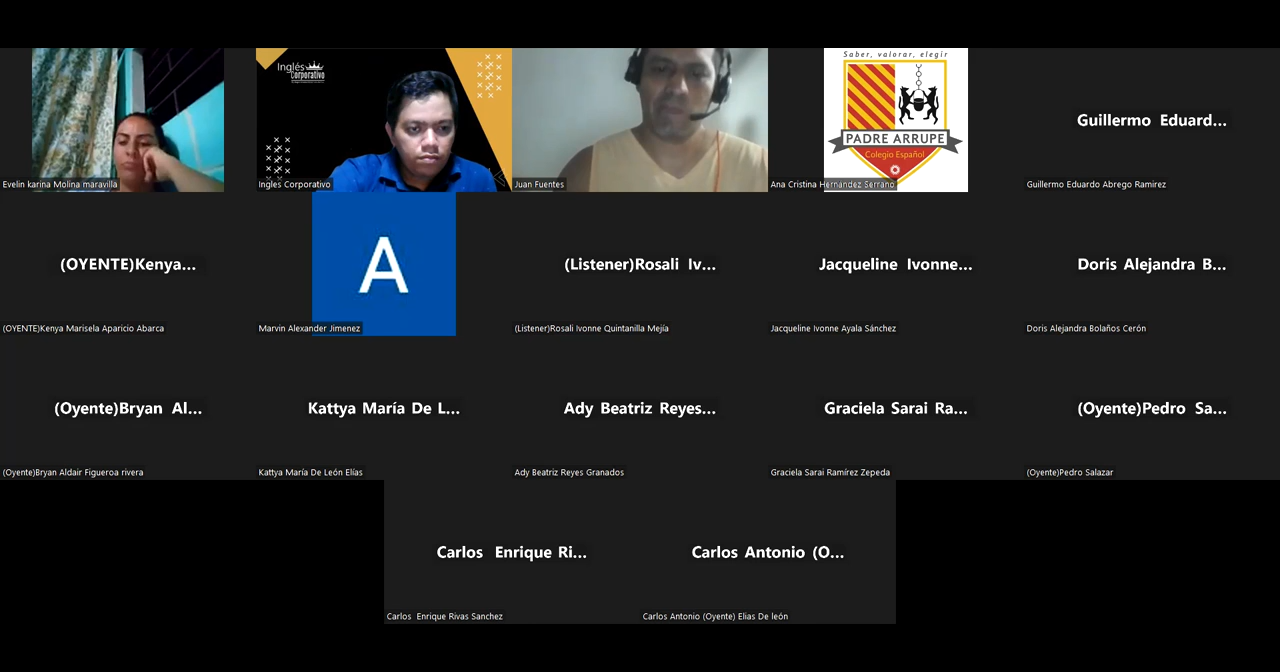 Saber, valorar, elegir
Inglés
Corporativo
PADRE ARRUPE
Colegio Español
Guillermo Eduard...
Evelin karina Molina maravilla
Ingles Corporativo
Juan Fuentes
Ana Cristina Hernandez Serrano
Guillermo Eduardo Abrego Ramirez
(OYENTE)Kenya...
A
(Listener)Rosali Iv...
Jacqueline Ivonne...
Doris Alejandra B...
(OYENTE)Kenya Marisela Aparicio Abarca
Marvin Alexander Jimenez
(Listener)Rosali Ivonne Quintanilla Mejía
Jacqueline Ivonne Ayala Sánchez
Doris Alejandra Bolaños Cerón
(Oyente)Bryan Al...
Kattya María De L...
Ady Beatriz Reyes...
Graciela Sarai Ra...
(Oyente)Pedro Sa...
(Oyente)Bryan Aldair Figueroa rivera
Kattya María De León Elías
Ady Beatriz Reyes Granados
Graciela Sarai Ramírez Zepeda
(Oyente)Pedro Salazar
Carlos Enrique Ri...
Carlos Antonio (O...
Carlos Enrique Rivas Sanchez
Carlos Antonio (Oyente) Elias De león